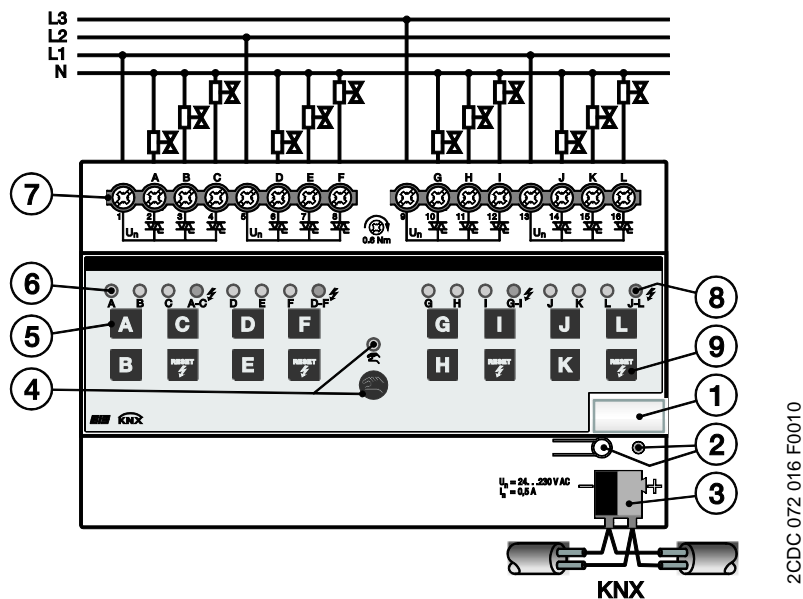 L3
L2
L1
N
A B C D E F G H I J K L
7
1 2 3 4 5 6 7 8 9 10 11 12 13 14 15 16
Un Un Un Un
0.6 Nm
6
A B C A-C D E F D-F G H I G-I J K L J-L
8
5
A C D F G I J L
9
B RESET E RESET H RESET K RESET
4
1
KNX
2
Un = 24...230 V AC
In = 0,5 A
− +
3
KNX
2CDC 072 016 F0010